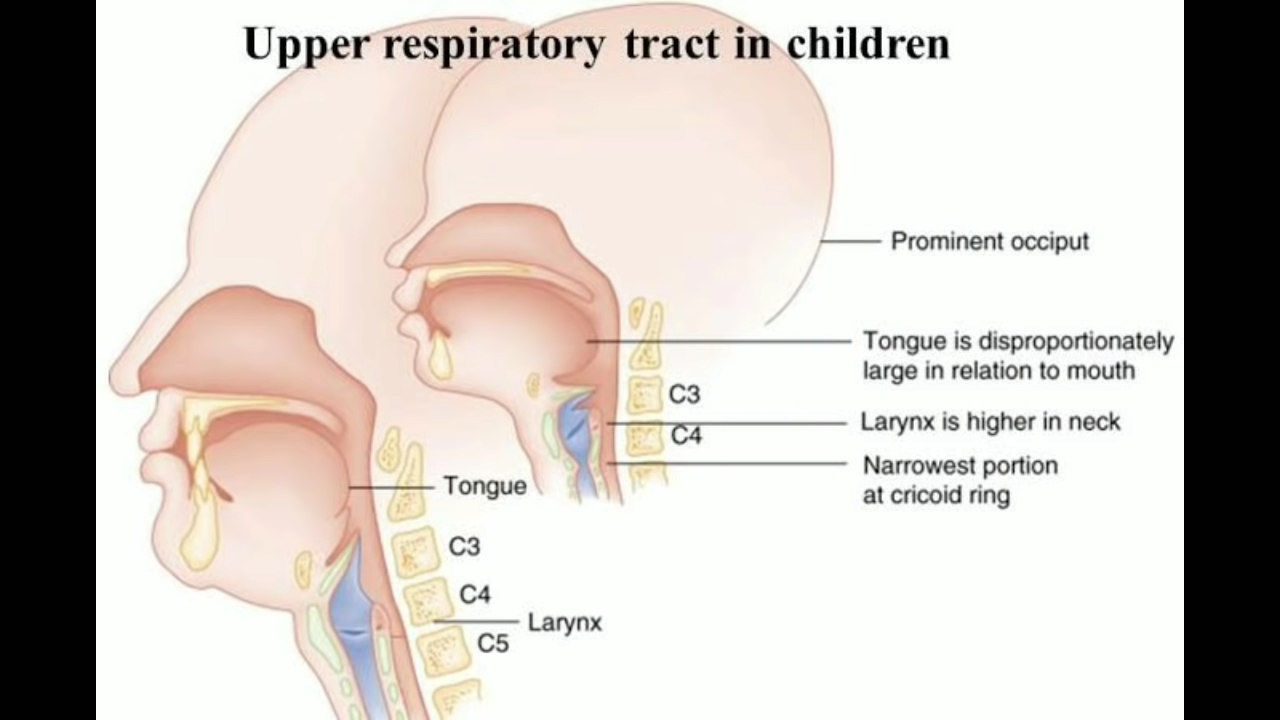 Upper respiratory tract in children
Prominent occiput
Tongue is disproportionately
large in relation to mouth
C3
Larynx is higher in neck
C4
Narrowest portion
at cricoid ring
Tongue
C3
C4
Larynx
C5